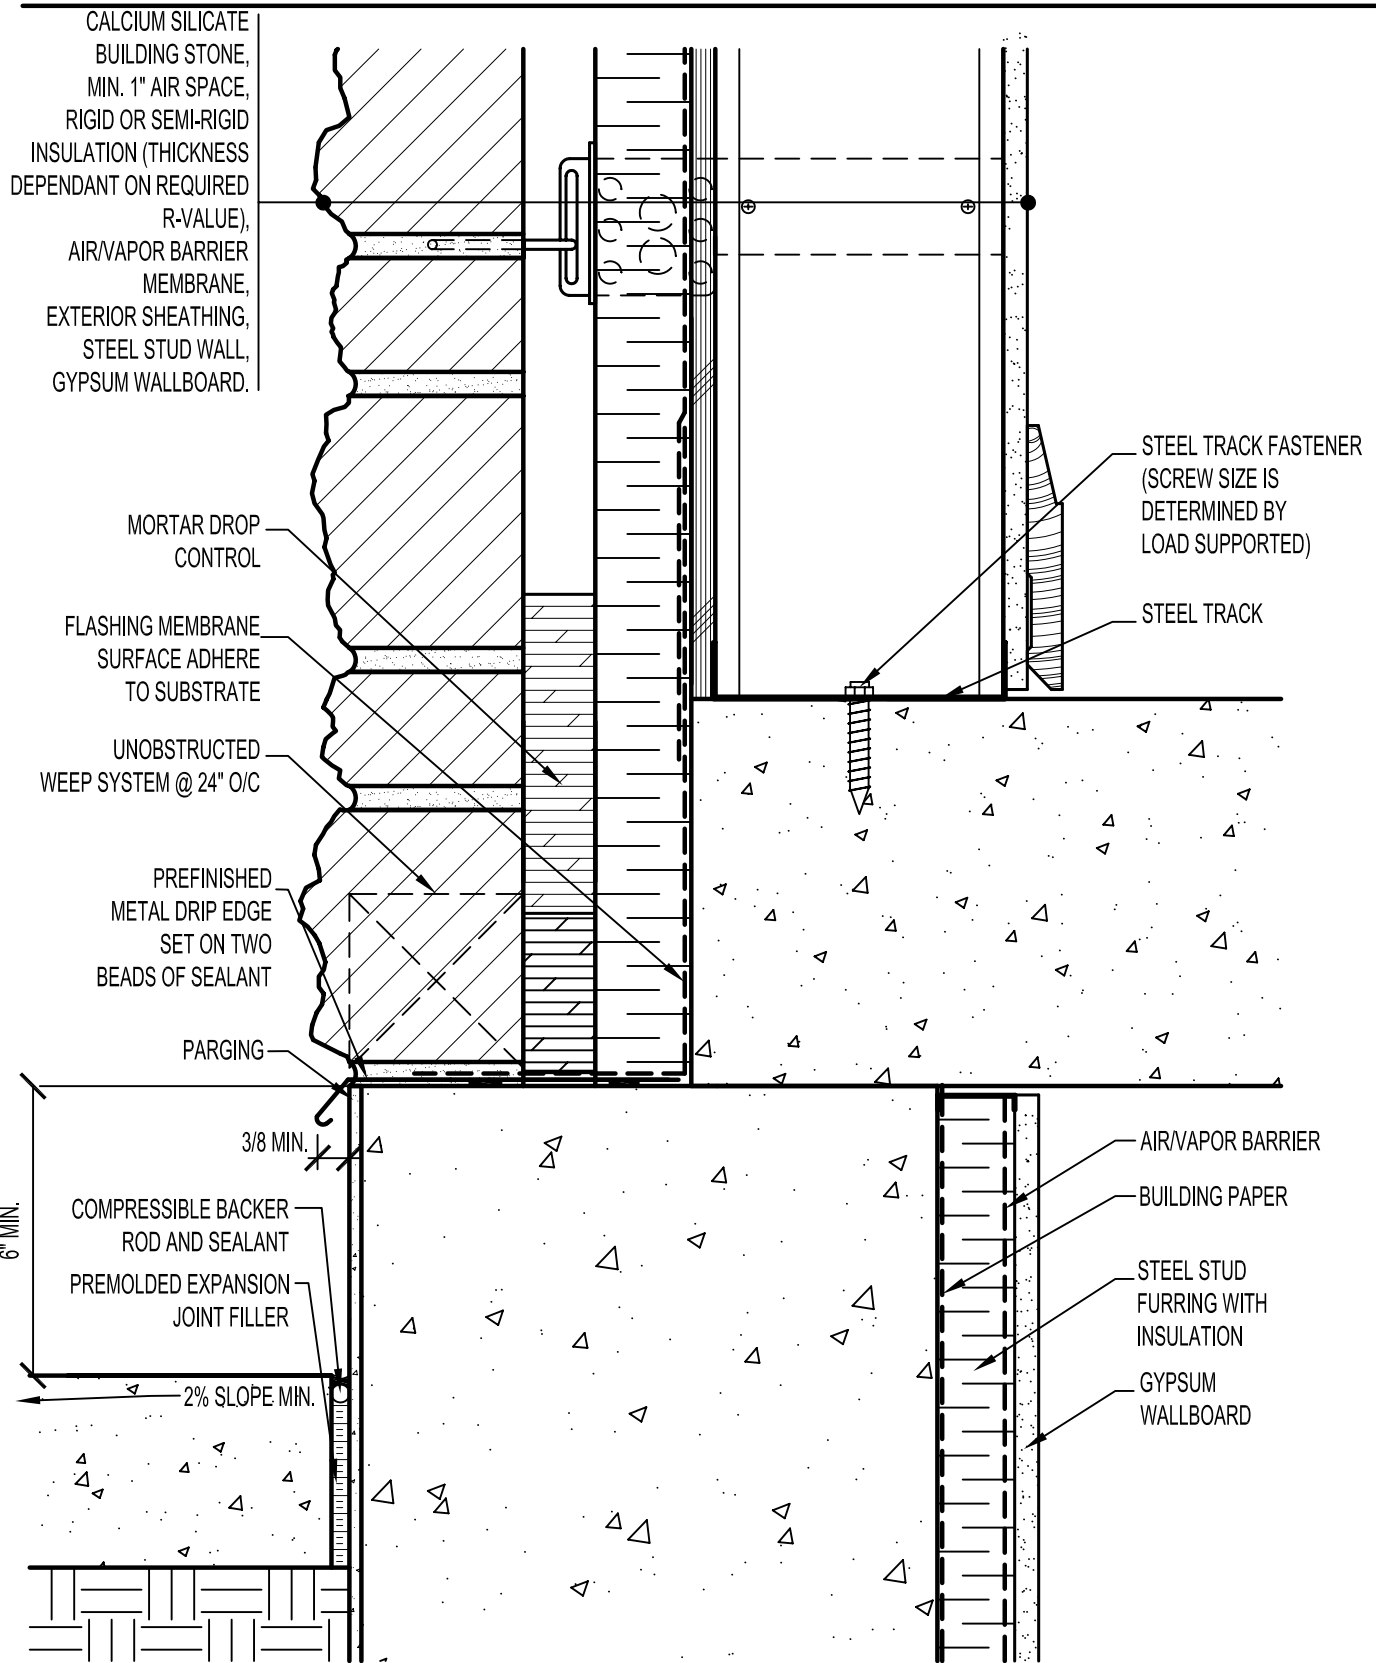 CALCIUM SILICATE
BUILDING STONE,
MIN. 1" AIR SPACE,
RIGID OR SEMI-RIGID
INSULATION (THICKNESS
DEPENDANT ON REQUIRED
R-VALUE),
AIR/VAPOR BARRIER
MEMBRANE,
EXTERIOR SHEATHING,
STEEL STUD WALL,
GYPSUM WALLBOARD.
STEEL TRACK FASTENER
(SCREW SIZE IS
DETERMINED BY
LOAD SUPPORTED)
STEEL TRACK
MORTAR DROP
CONTROL
FLASHING MEMBRANE
SURFACE ADHERE
TO SUBSTRATE
UNOBSTRUCTED
WEEP SYSTEM @ 24" O/C
PREFINISHED
METAL DRIP EDGE
SET ON TWO
BEADS OF SEALANT
PARGING
3/8 MIN.
6" MIN.
COMPRESSIBLE BACKER
ROD AND SEALANT
PREMOLDED EXPANSION
JOINT FILLER
2% SLOPE MIN.
AIR/VAPOR BARRIER
BUILDING PAPER
STEEL STUD
FURRING WITH
INSULATION
GYPSUM
WALLBOARD